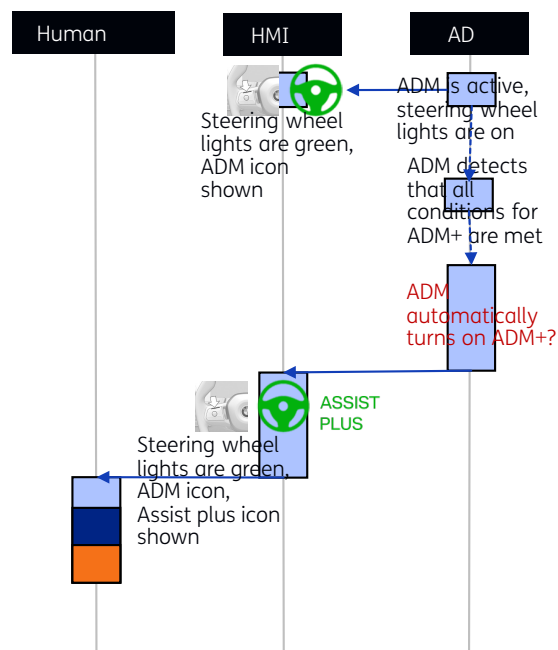 Human
HMI
AD
ADM is active,
steering wheel
lights are on
Steering wheel
lights are green,
ADM icon
shown
ADM detects
that all
conditions for
ADM+ are met
ADM
automatically
turns on ADM+?
ASSIST
PLUS
Steering wheel
lights are green,
ADM icon,
Assist plus icon
shown